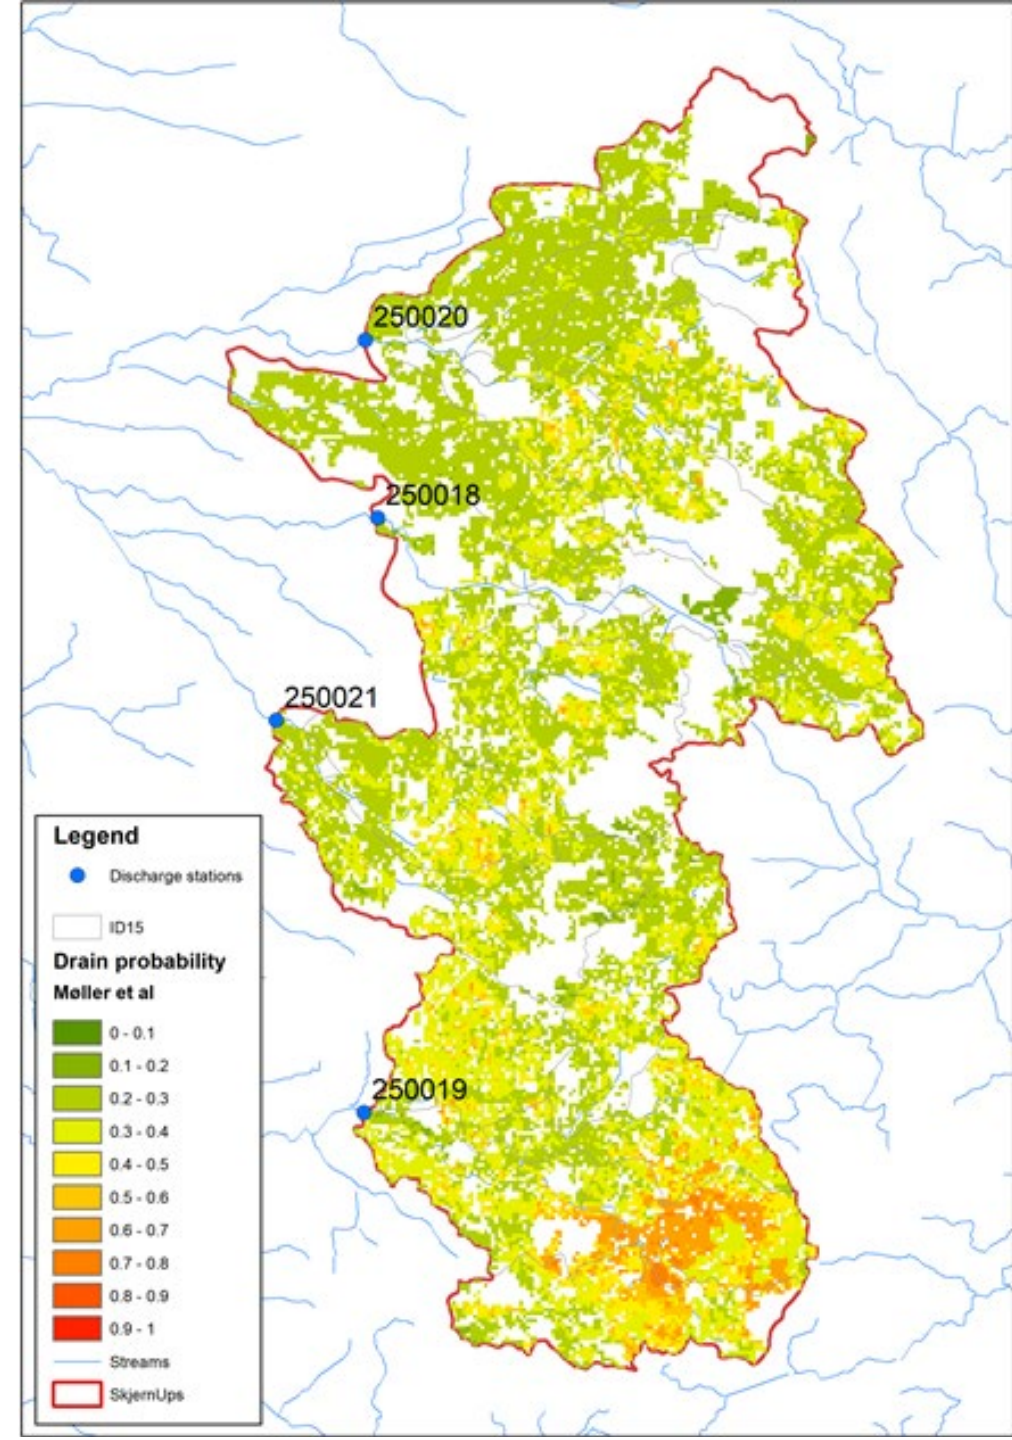 250020
250018
250021
250019
Legend
Discharge stations
ID15
Drain probability
Møller et al
0 - 0.1
0.1 - 0.2
0.2 - 0.3
0.3 - 0.4
0.4 - 0.5
0.5 - 0.6
0.6 - 0.7
0.7 - 0.8
0.8 - 0.9
0.9 - 1
Streams
SkjernUps